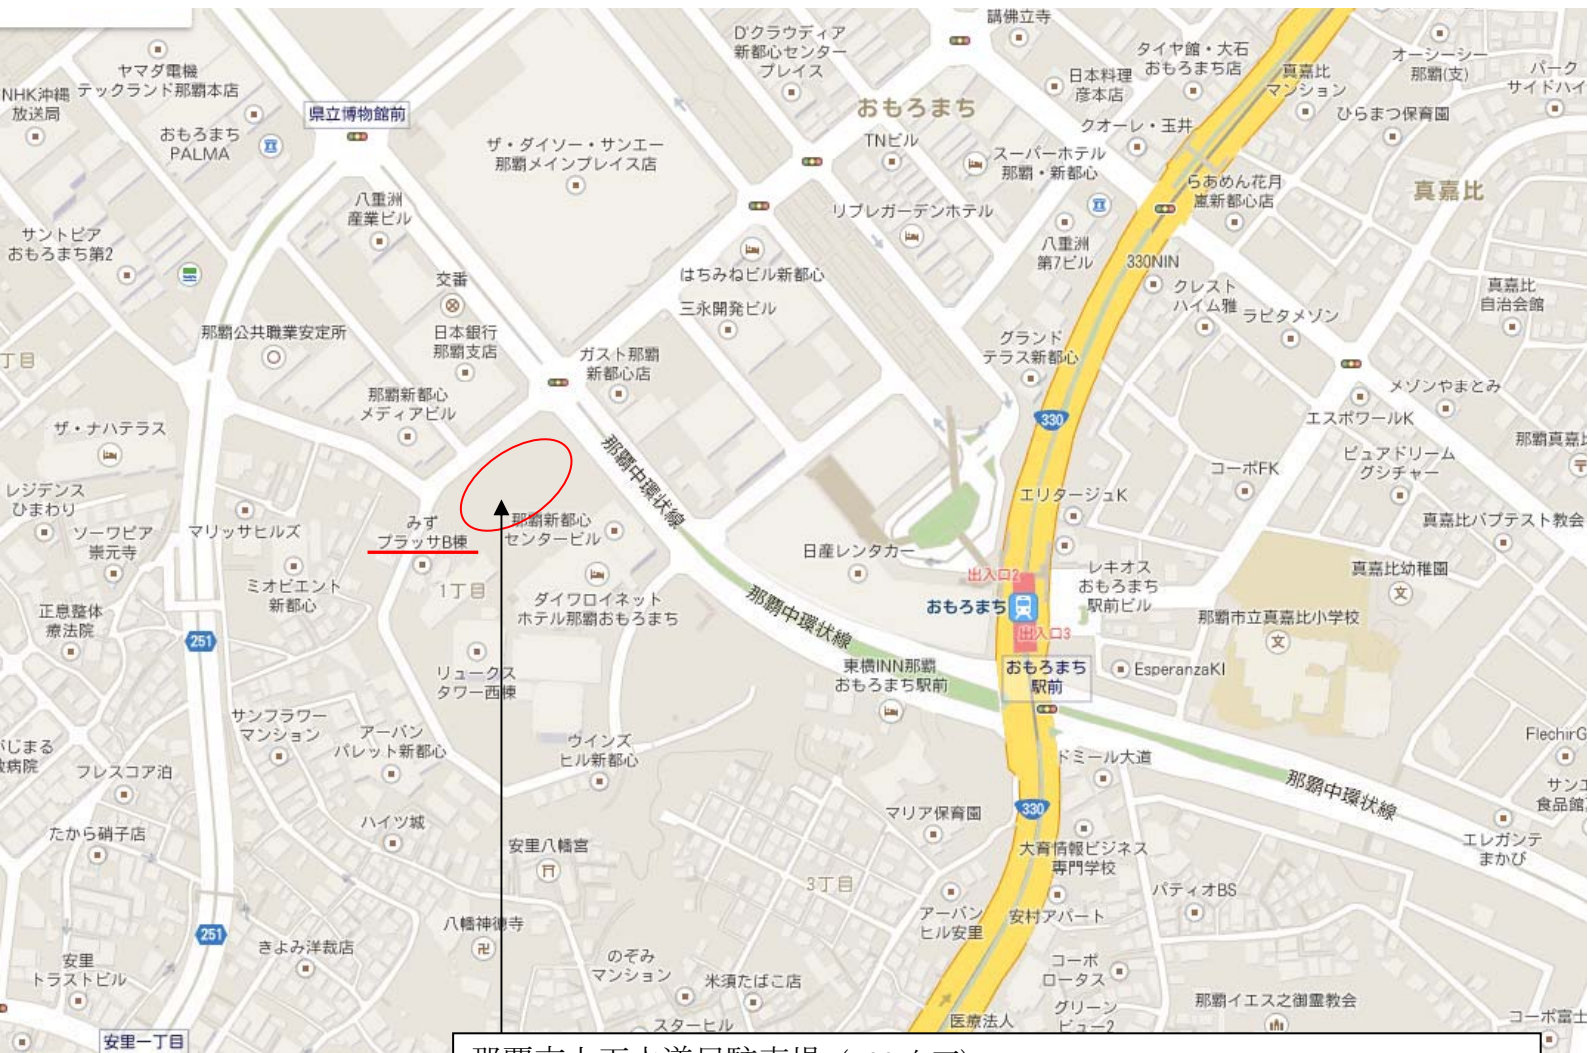 講佛立寺
D'クラウディア
新都心センター
プレイス
タイヤ館・大石
おもろまち店
オーシーシー
那覇(支)
ヤマダ電機
テックランド那覇本店
NHK沖縄
放送局
日本料理
彦本店
真嘉比
マンション
パーク
サイドハイ
県立博物館前
おもろまち
ひらまつ保育園
おもろまち
PALMA
ザ・ダイソー・サンエー
那覇メインプレイス店
TNビル
クオーレ・玉井
スーパーホテル
那覇・新都心
らあめん花月
嵐新都心店
真嘉比
八重洲
産業ビル
リブレガーデンホテル
サントピア
おもろまち第2
八重洲
第7ビル
330NIN
はちみねビル新都心
交番
クレスト
ハイム雅
真嘉比
自治会館
三永開発ビル
ラピタメゾン
那覇公共職業安定所
日本銀行
那覇支店
グランド
テラス新都心
丁目
ガスト那覇
新都心店
那覇新都心
メディアビル
メゾンやまとみ
330
エスポワールK
ザ・ナハテラス
那覇中環状線
那覇真嘉比
ピュアドリーム
グシチャー
コーポFK
レジデンス
ひまわり
エリタージュK
みず
プラッサB棟
那覇新都心
センタービル
真嘉比バプテスト教会
ソーワピア
崇元寺
マリッサヒルズ
日産レンタカー
出入口2
レキオス
おもろまち
駅前ビル
真嘉比幼稚園
文
ミオビエント
新都心
1丁目
ダイワロイネット
ホテル那覇おもろまち
那覇中環状線
おもろまち
正息整体
療法院
那覇市立真嘉比小学校
文
251
出入口3
リュークス
タワー西棟
東横INN那覇
おもろまち駅前
おもろまち
駅前
EsperanzaKI
サンフラワー
マンション
アーバン
パレット新都心
ウインズ
ヒル新都心
FlechirG
がじまる
病院
フレスコア泊
ドミール大道
那覇中環状線
サンエ
食品館
330
マリア保育園
たから硝子店
ハイツ城
安里八幡宮
大育情報ビジネス
専門学校
エレガンテ
まかび
3丁目
パティオBS
アーバン
ヒル安里
安村アパート
八幡神徳寺
251
きよみ洋裁店
安里
トラストビル
のぞみ
マンション
米須たばこ店
コーポ
ロータス
那覇イエス之御霊教会
グリーン
ビュー2
コーポ富士
スターヒル
医療法人
安里一丁目